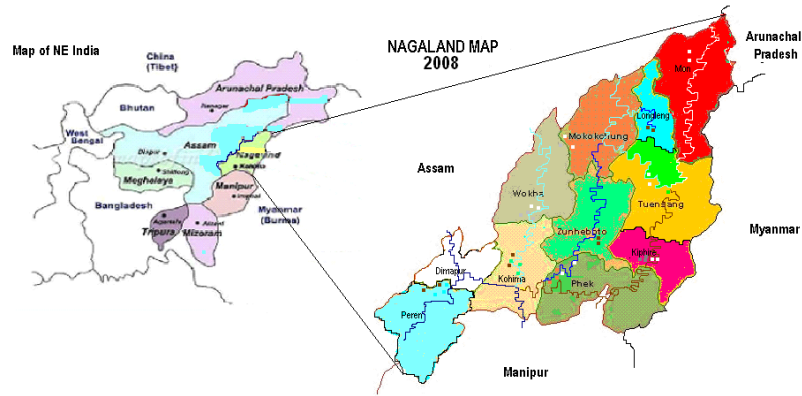 Map of NE India
China
(Tibet)
Arunachal Pradesh
Bhutan
Itanagar
West
Bengal
Assam
Dispur
Nagaland
Kohima
Shillong
Meghalaya
Manipur
Imphal
Bangladesh
Agartala
Aizawl
Tripura
Mizoram
Myanmar
(Burma)
NAGALAND MAP
2008
Arunachal
Pradesh
Mon
Longleng
Mokokchung
Assam
Wokha
Tuensang
Zunheboto
Myanmar
Kiphire
Dimapur
Kohima
Phek
Peren
Manipur